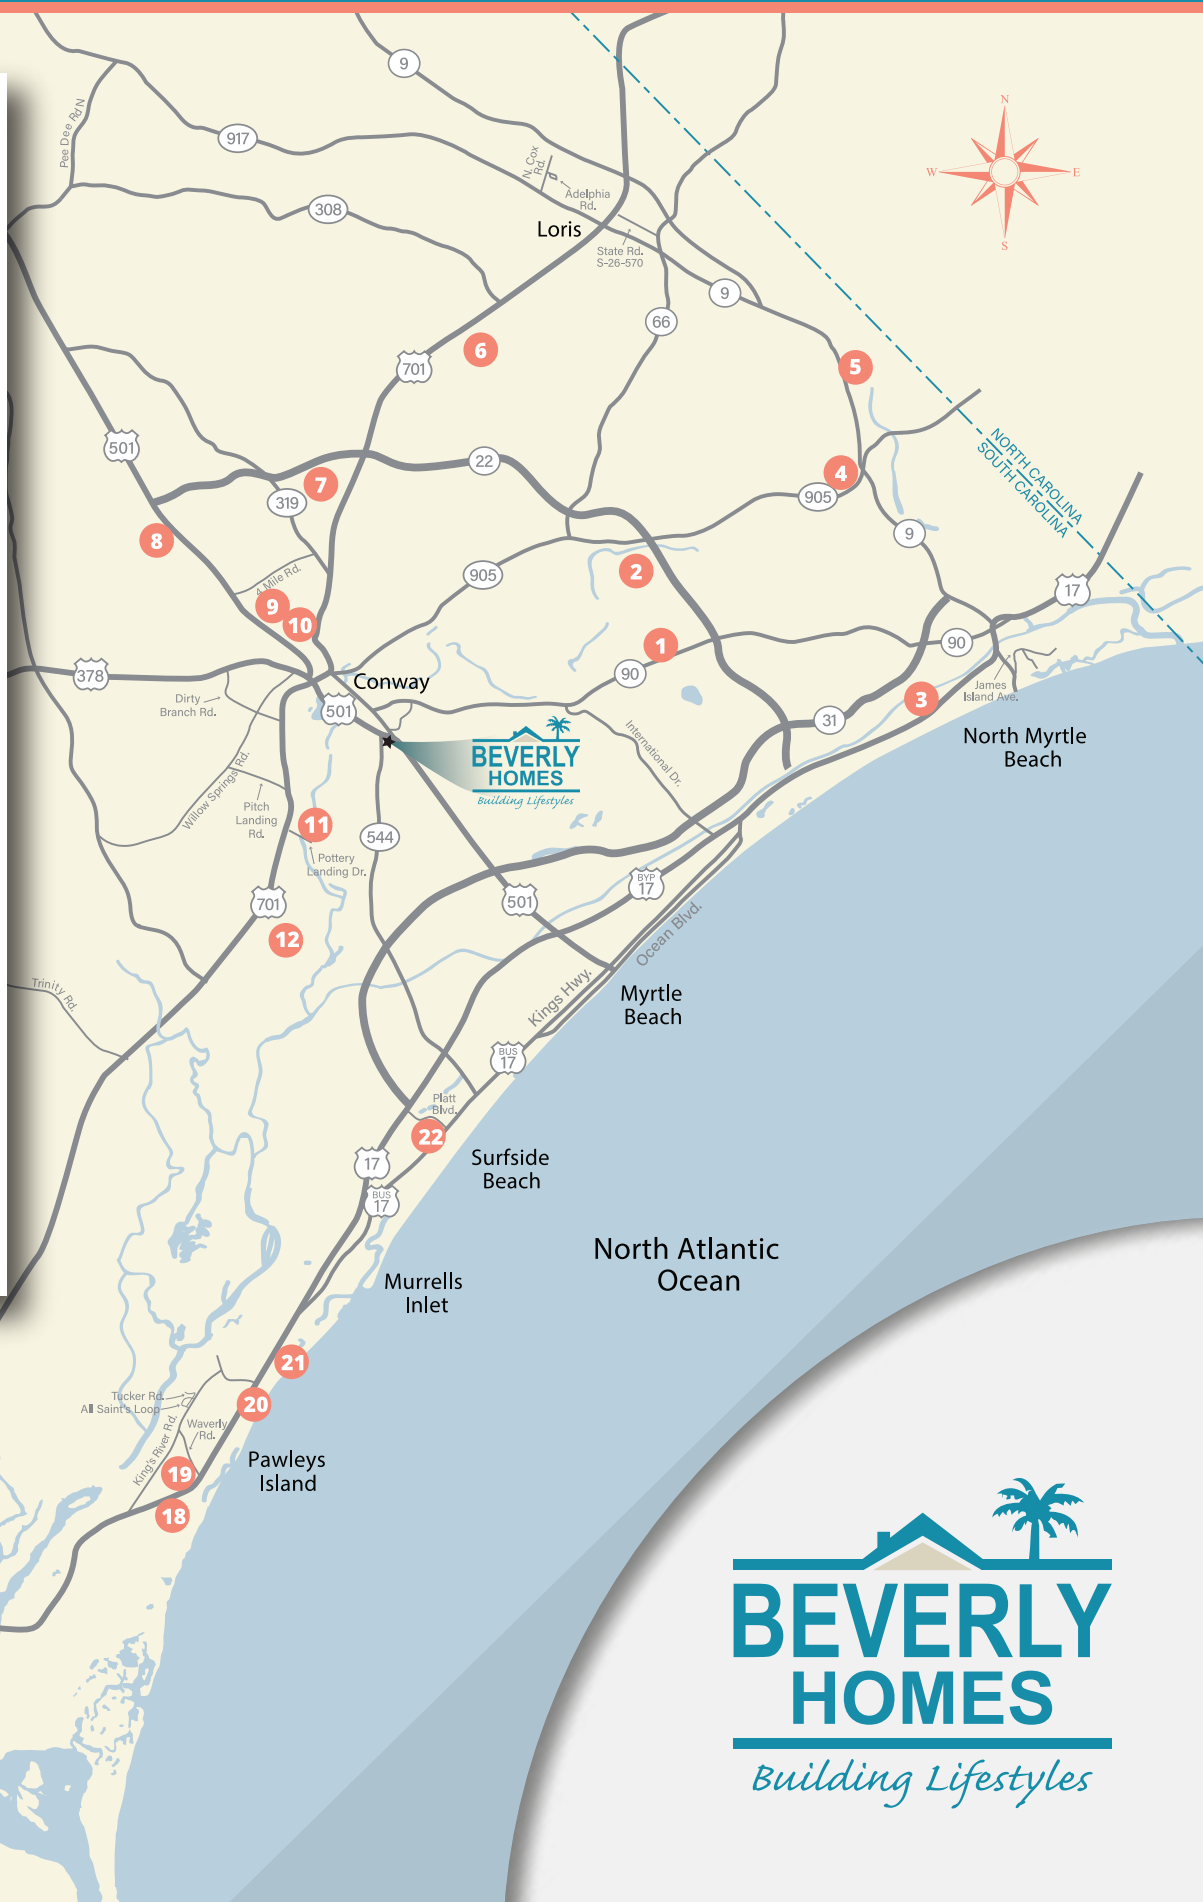 9
Pee Dee Rd N
917
N
W
E
S
N. Cox
Rd.
Adelphia
Rd.
308
Loris
State Rd.
S-26-570
9
66
6
701
5
501
22
7
319
4
905
NORTH CAROLINA
SOUTH CAROLINA
8
9
2
905
4 Mile Rd.
17
9
10
1
90
378
Conway
90
Dirty
Branch Rd.
501
James
Island Ave.
3
31
BEVERLY
HOMES
Building Lifestyles
International Dr.
North Myrtle
Beach
Willow Springs Rd.
Pitch
Landing
Rd.
11
544
Pottery
Landing Dr.
BYP
17
701
501
12
Ocean Blvd.
Trinity Rd.
Kings Hwy.
Myrtle
Beach
BUS
17
Platt
Blvd.
22
17
Surfside
Beach
BUS
17
North Atlantic
Ocean
Murrells
Inlet
21
Tucker Rd.
All Saint's Loop
20
King's River Rd.
Waverly
Rd.
Pawleys
Island
19
18
BEVERLY
HOMES
Building Lifestyles